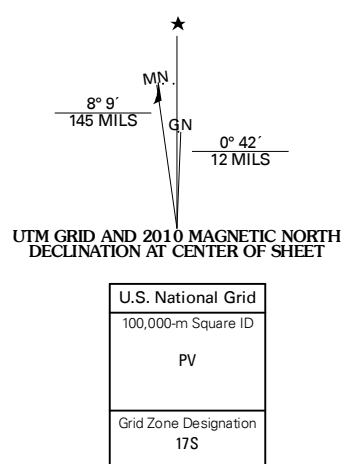 ★
MN
GN
8° 9´
145 MILS
0° 42´
12 MILS
UTM GRID AND 2010 MAGNETIC NORTH
DECLINATION AT CENTER OF SHEET
U.S. National Grid
100,000-m Square ID
PV
Grid Zone Designation
17S